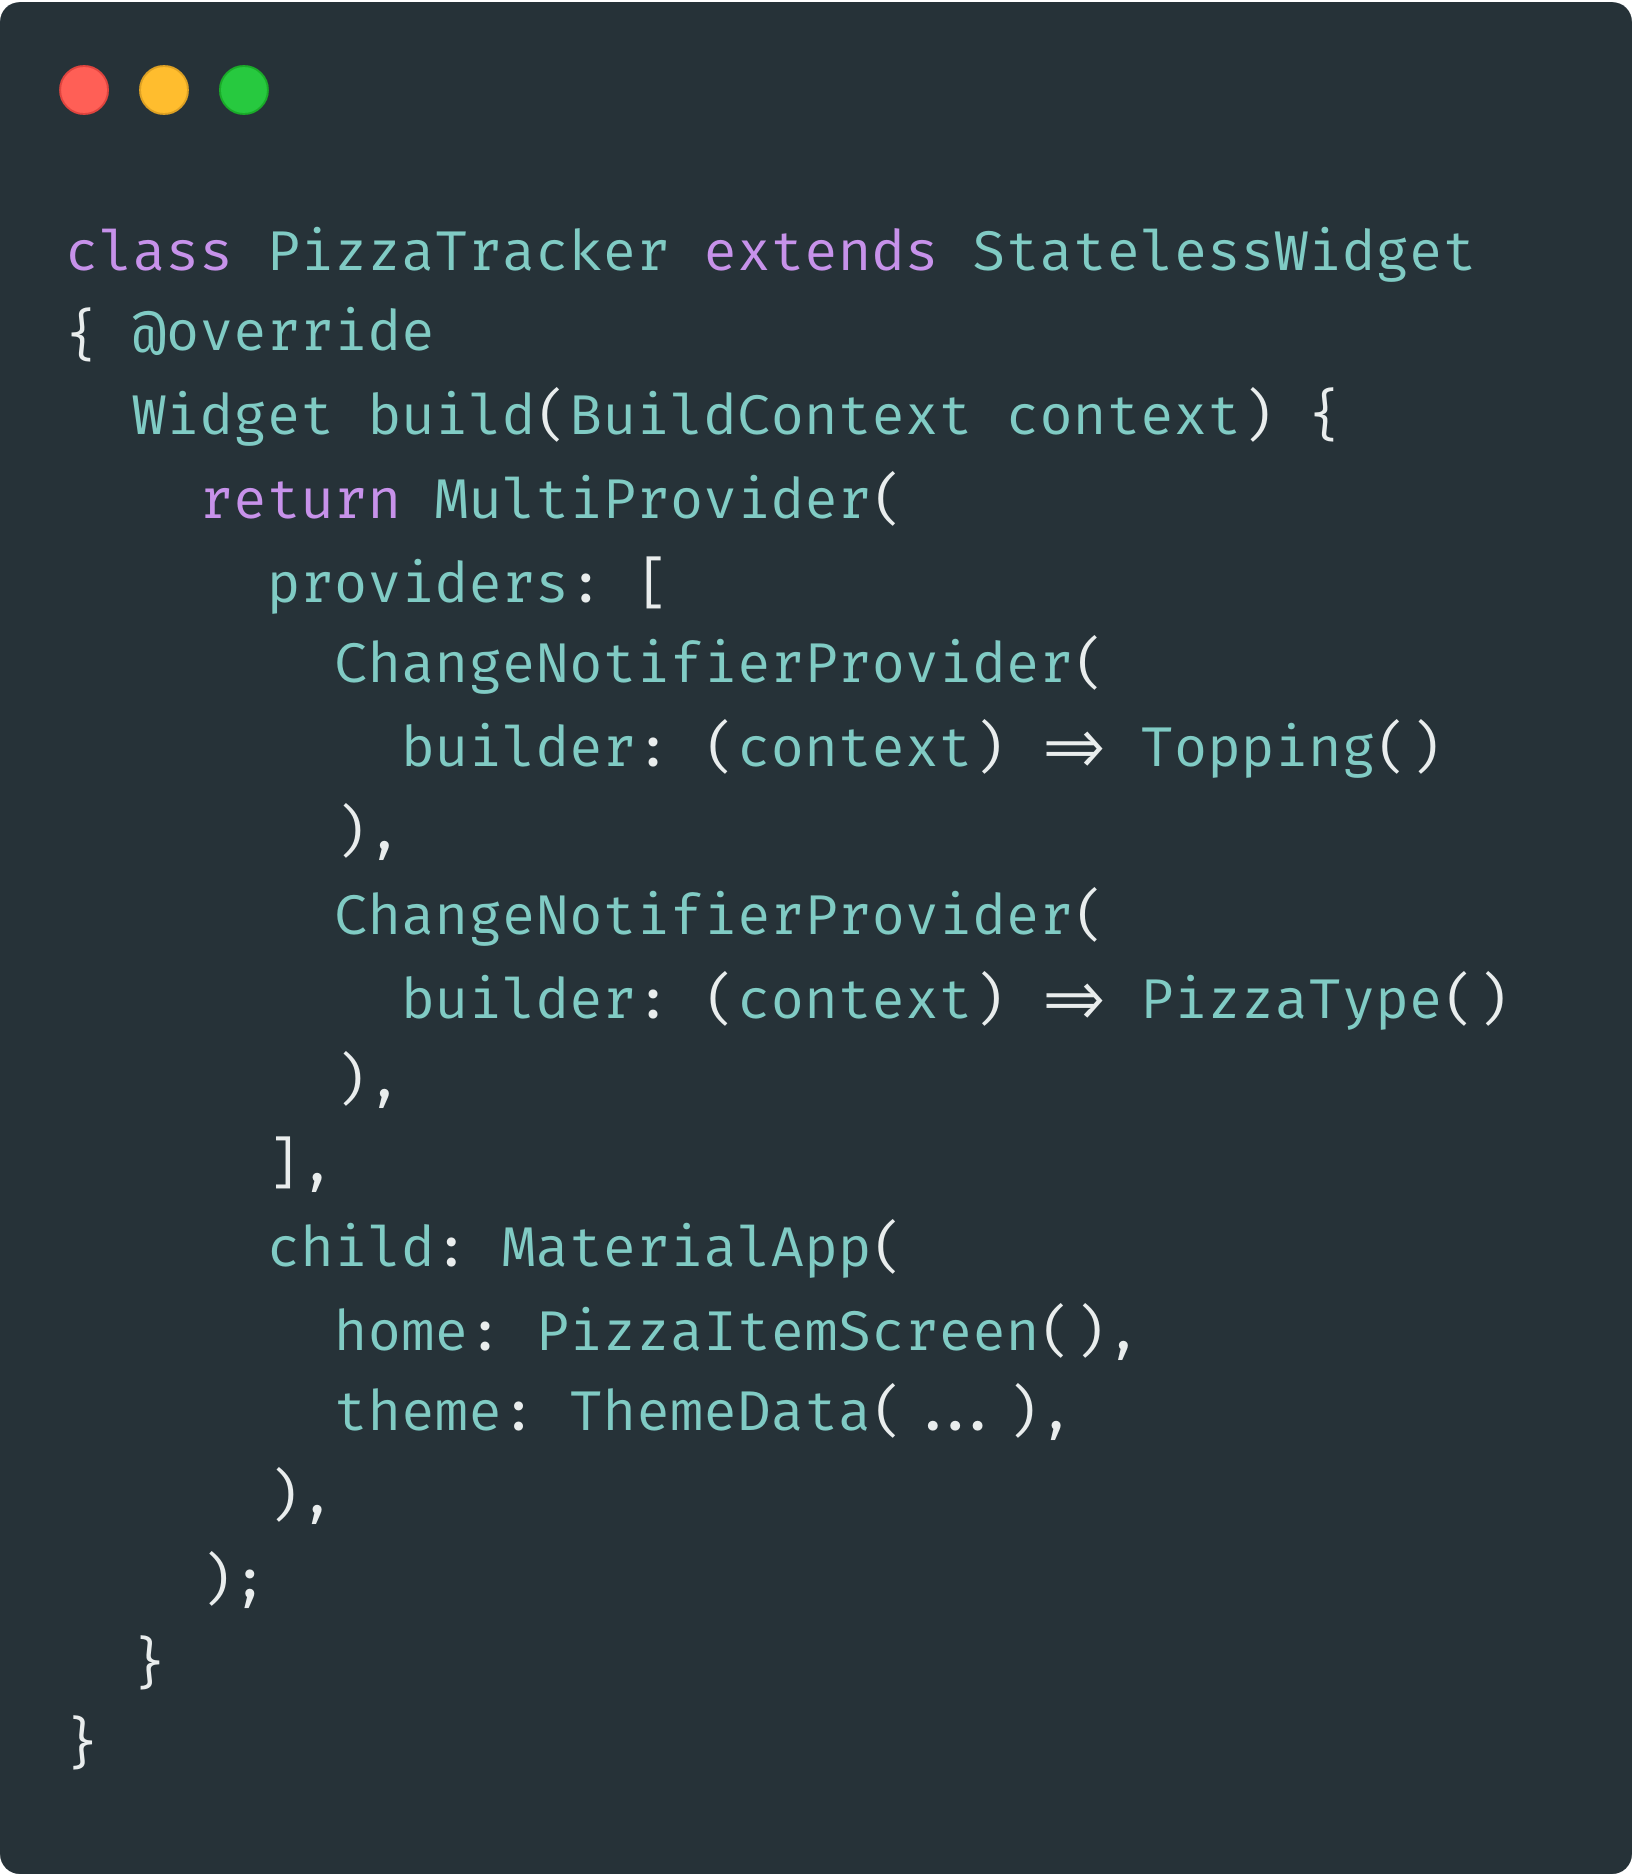 class PizzaTracker extends StatelessWidget
{ @override
  Widget build(BuildContext context) {
    return MultiProvider(
      providers: [
        ChangeNotifierProvider(
          builder: (context) => Topping()
        ),
        ChangeNotifierProvider(
          builder: (context) => PizzaType()
        ),
      ],
      child: MaterialApp(
        home: PizzaItemScreen(),
        theme: ThemeData(...),
      ),
    );
  }
}